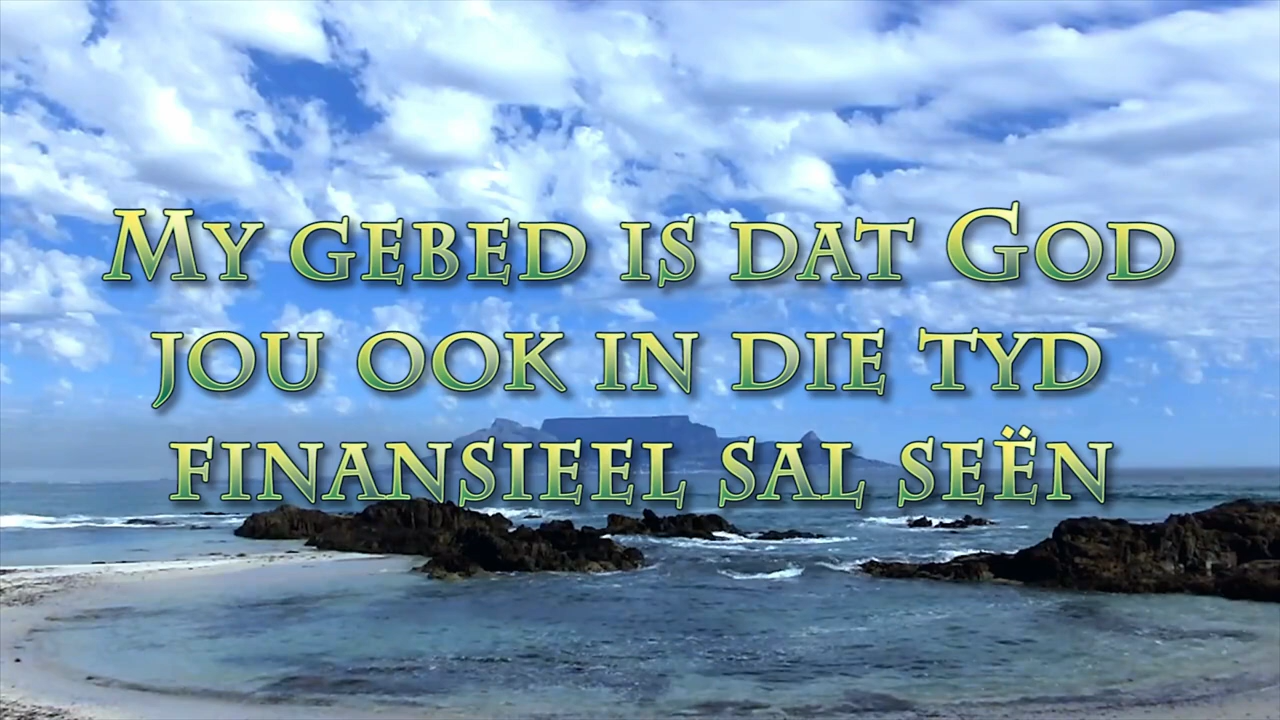 My gebed is dat God
jou ook in die tyd
finansieel sal seën